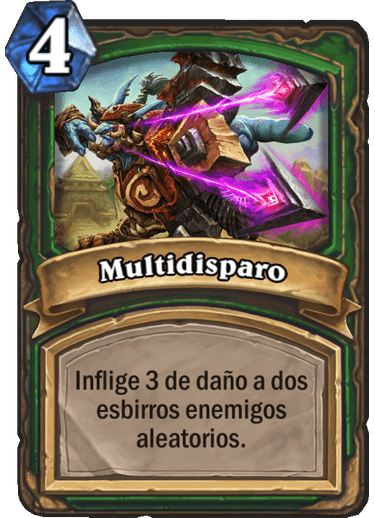 4
Multidisparo
Inflige 3 de daño a dos
esbirros enemigos
aleatorios.